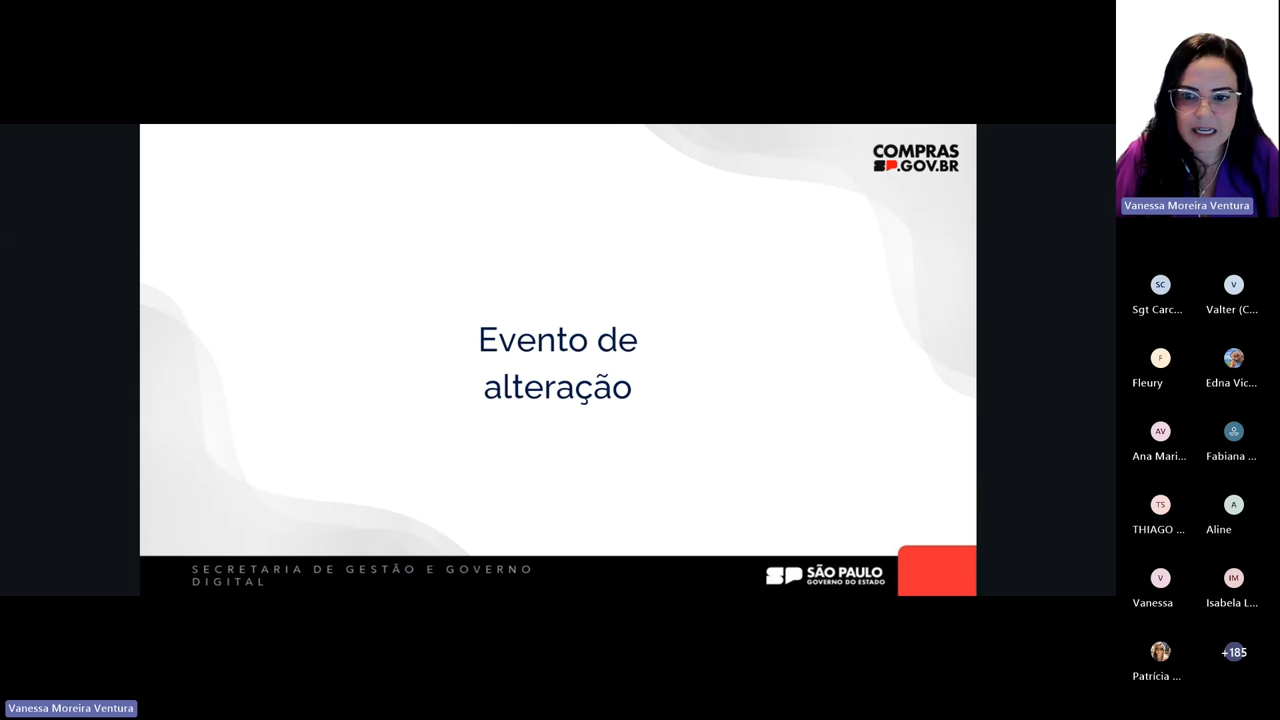 COMPRAS
SP.GOV.BR
Evento de
alteração
SECRETARIA DE GESTÃO E GOVERNO
DIGITAL
SP SÃO PAULO
GOVERNO DO ESTADO
Vanessa Moreira Ventura
SC
V
Sgt Carc...
Valter (C...
F
Fleury
Edna Vic...
AV
Ana Mari...
Fabiana ...
TS
A
THIAGO ...
Aline
V
IM
Vanessa
Isabela L...
+185
Patrícia ...
Vanessa Moreira Ventura